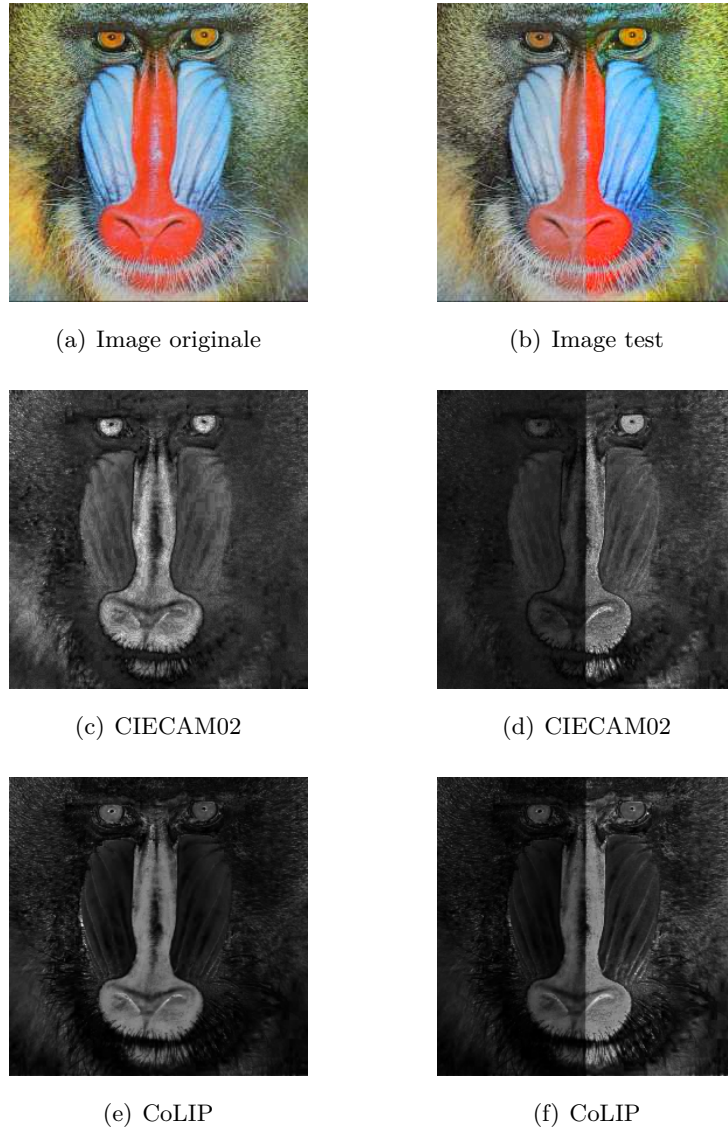 (a) Image originale
(b) Image test
(c) CIECAM02
(d) CIECAM02
(e) CoLIP
(f) CoLIP